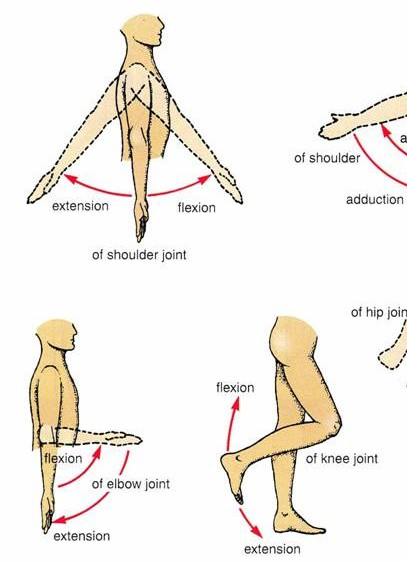 extension
flexion
of shoulder joint
of shoulder
adduction
flexion
of elbow joint
extension
flexion
of knee joint
extension
of hip